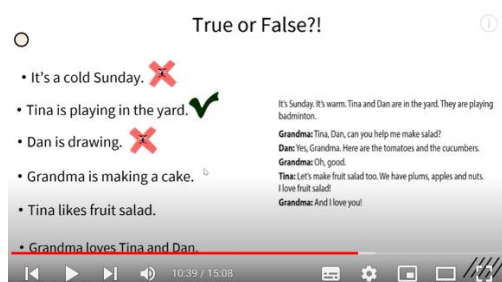 True or False?!
• It's a cold Sunday.
• Tina is playing in the yard.
• Dan is drawing.
• Grandma is making a cake.
• Tina likes fruit salad.
• Grandma loves Tina and Dan.
It's Sunday. It's warm. Tina and Dan are in the yard. They are playing
badminton.
Grandma: Tina, Dan, can you help me make salad?
Dan: Yes, Grandma. Here are the tomatoes and the cucumbers.
Grandma: Oh, good.
Tina: Let's make fruit salad too. We have plums, apples and nuts.
I love fruit salad!
Grandma: And I love you!
10:39 / 15:08